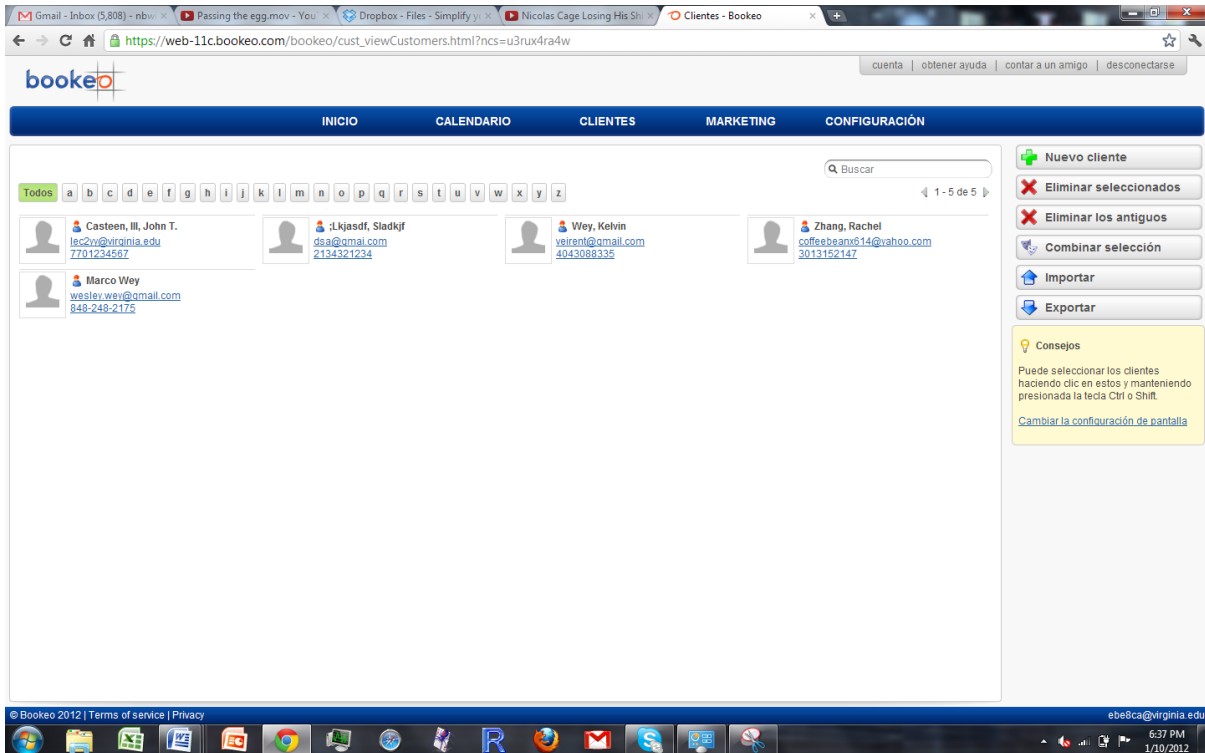 Gmail - Inbox (5,808) - nbw
Passing the egg.mov - You
Dropbox - Files - Simplify yo
Nicolas Cage Losing His Shi
Clientes - Bookeo
https://web-11c.bookeo.com/bookeo/cust_viewCustomers.html?ncs=u3rux4ra4w
cuenta | obtener ayuda | contar a un amigo | desconectarse
bookeo
INICIO CALENDARIO CLIENTES MARKETING CONFIGURACIÓN
Buscar
Todos a b c d e f g h i j k l m n o p q r s t u v w x y z
1 - 5 de 5
Casteen, III, John T.
lec2yy@virginia.edu
7701234567
;Lkjasdf, Sladkjf
dsa@gmai.com
2134321234
Wey, Kelvin
veirent@gmail.com
4043088335
Zhang, Rachel
coffeebeanx614@yahoo.com
3013152147
Marco Wey
wesley.wey@gmail.com
848-248-2175
Nuevo cliente
Eliminar seleccionados
Eliminar los antiguos
Combinar selección
Importar
Exportar
Consejos
Puede seleccionar los clientes
haciendo clic en estos y manteniendo
presionada la tecla Ctrl o Shift.
Cambiar la configuración de pantalla
© Bookeo 2012 | Terms of service | Privacy
ebe8ca@virginia.edu
6:37 PM
1/10/2012